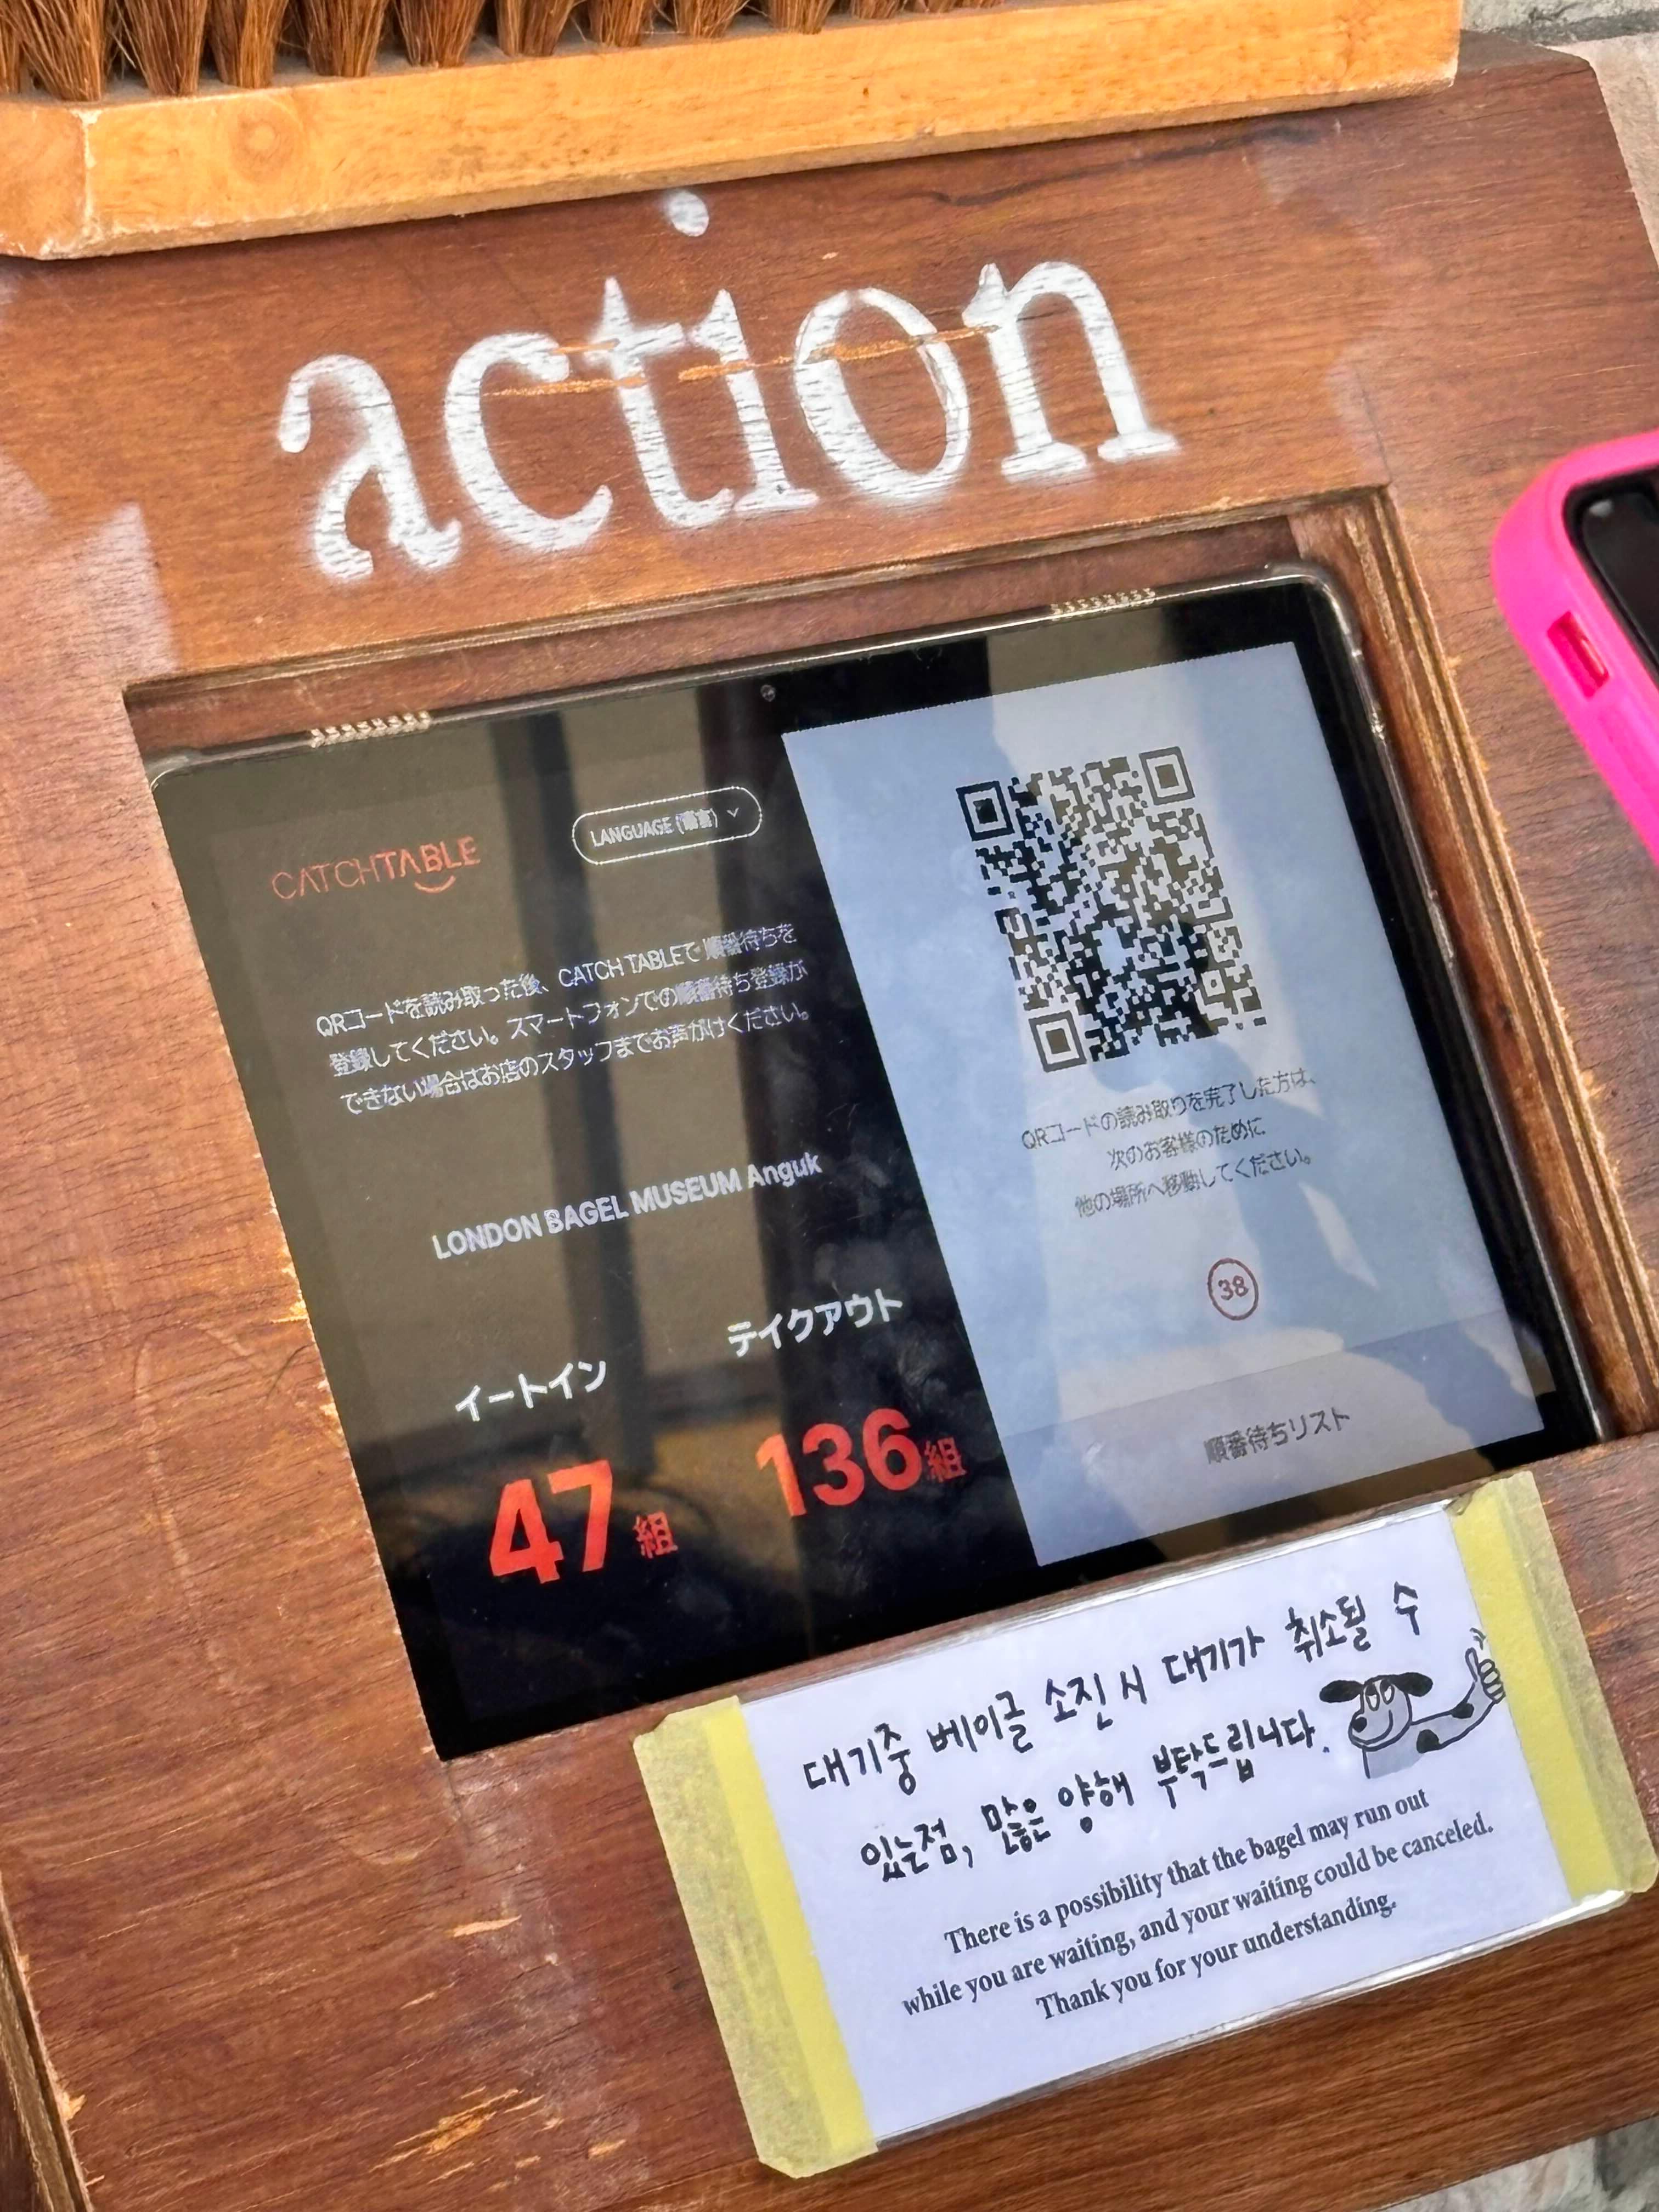 action
CATCHTABLE
LANGUAGE (語言)
QRコードを読み取った後、CATCH TABLEで順番待ちを
登録してください。スマートフォンでの順番待ち登録が
できない場合はお店のスタッフまでお声がけください。
LONDON BAGEL MUSEUM Anguk
イートイン
47組
テイクアウト
136組
QRコードの読み取りを完了した方は、
次のお客様のために
他の場所へ移動してください。
38
順番待ちリスト
대기중 베이글 소진시 대기가 취소될 수
있는점, 많은 양해 부탁드립니다.
There is a possibility that the bagel may run out
while you are waiting, and your waiting could be canceled.
Thank you for your understanding.